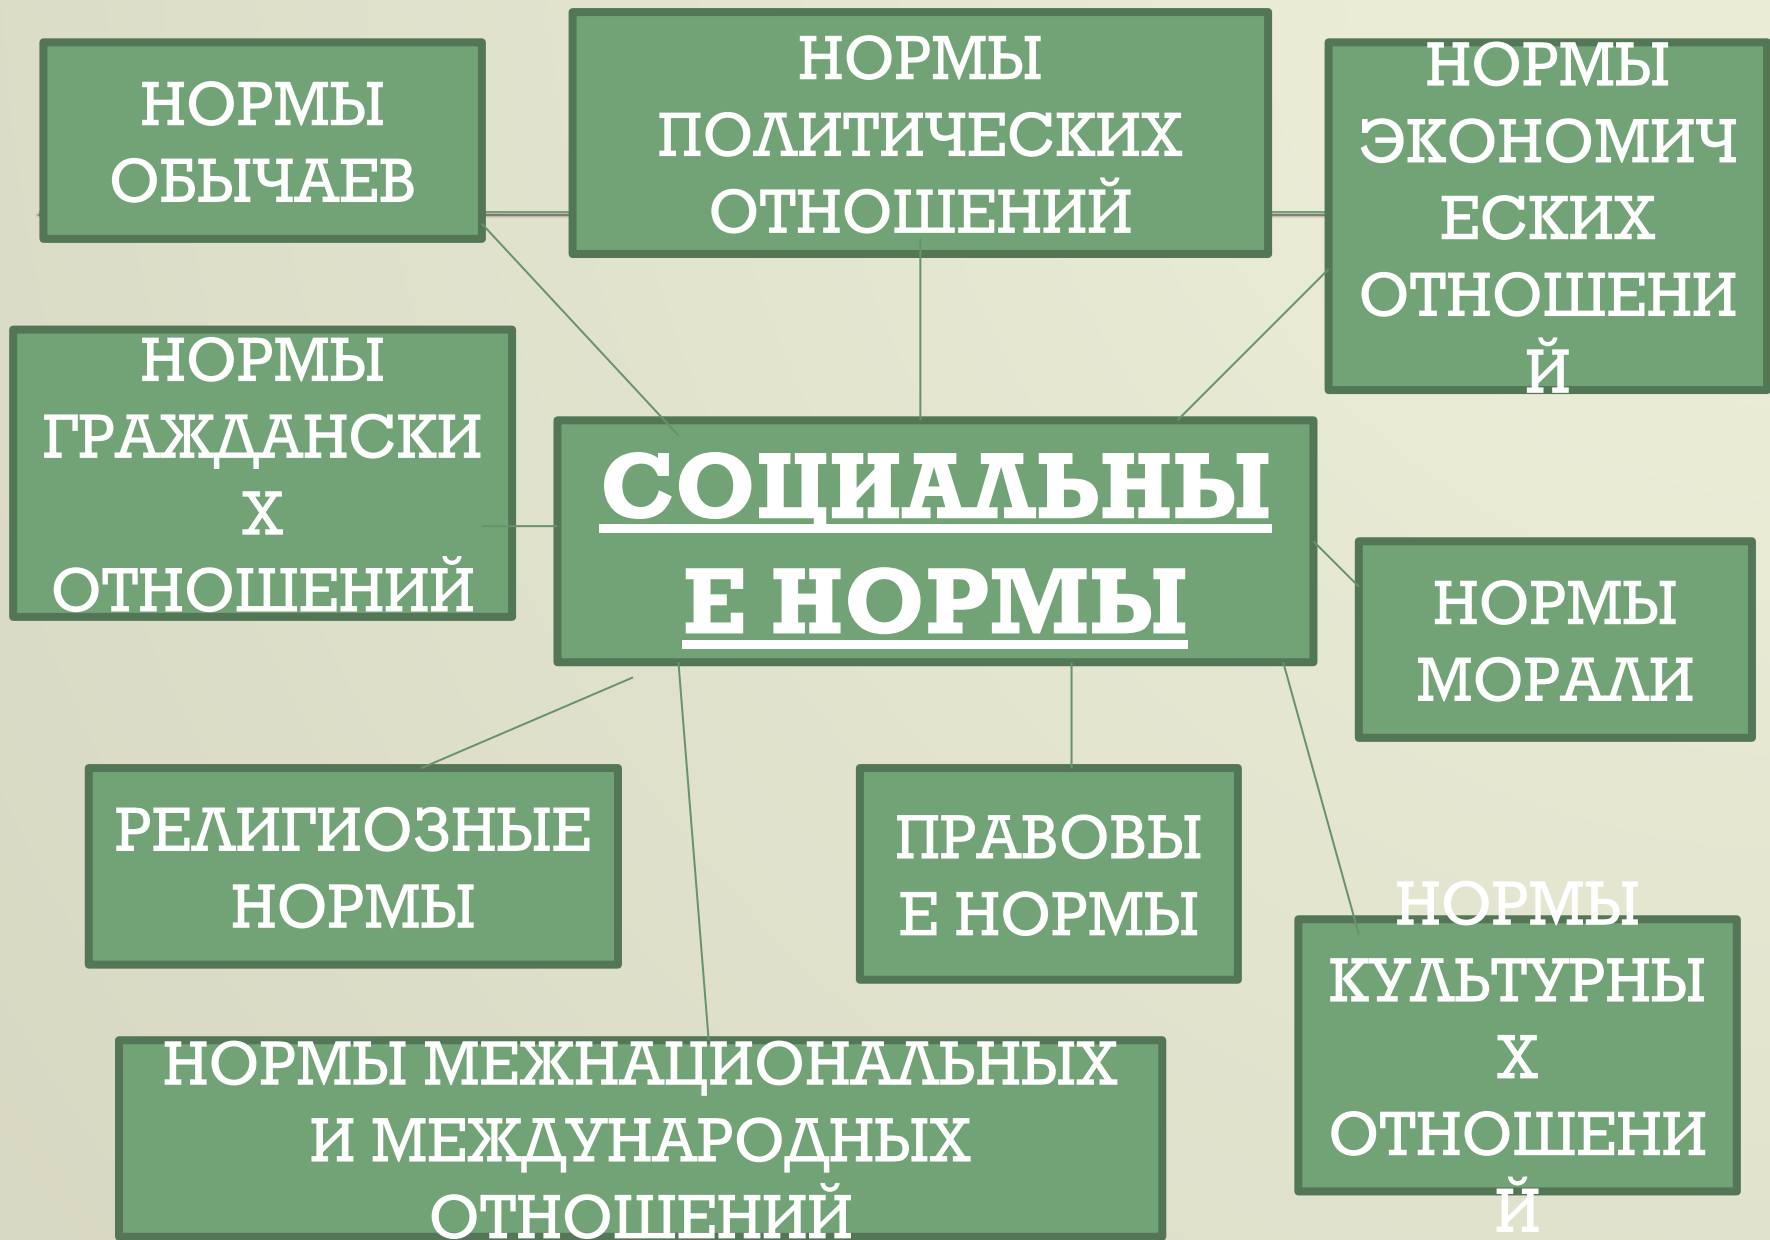 НОРМЫ
ОБЫЧАЕВ
НОРМЫ
ПОЛИТИЧЕСКИХ
ОТНОШЕНИЙ
НОРМЫ
ЭКОНОМИЧ
ЕСКИХ
ОТНОШЕНИ
Й
НОРМЫ
ГРАЖДАНСКИ
Х
ОТНОШЕНИЙ
СОЦИАЛЬНЫ
Е НОРМЫ
НОРМЫ
МОРАЛИ
РЕЛИГИОЗНЫЕ
НОРМЫ
ПРАВОВЫ
Е НОРМЫ
НОРМЫ
КУЛЬТУРНЫ
Х
ОТНОШЕНИ
Й
НОРМЫ МЕЖНАЦИОНАЛЬНЫХ
И МЕЖДУНАРОДНЫХ
ОТНОШЕНИЙ